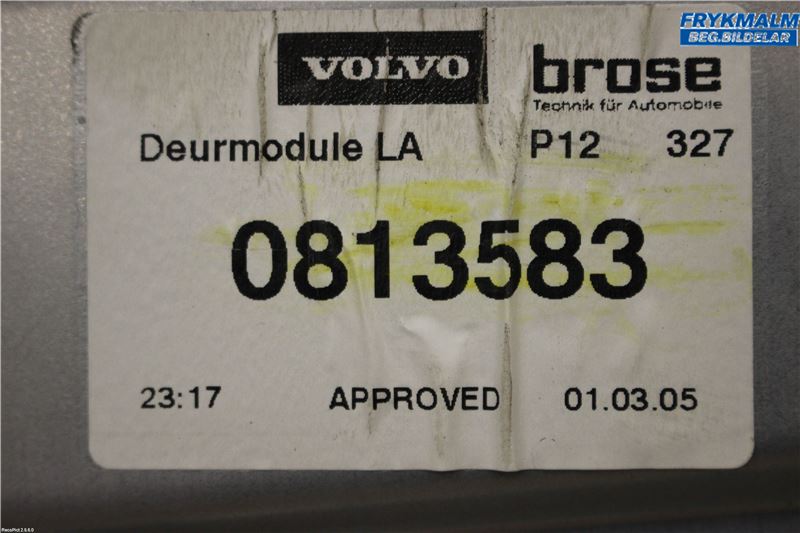 FRYKMALM
BEG.BILDELAR
VOLVO
brose
Technik für Automobile
Deurmodule LA P12 327
0813583
23:17 APPROVED 01.03.05